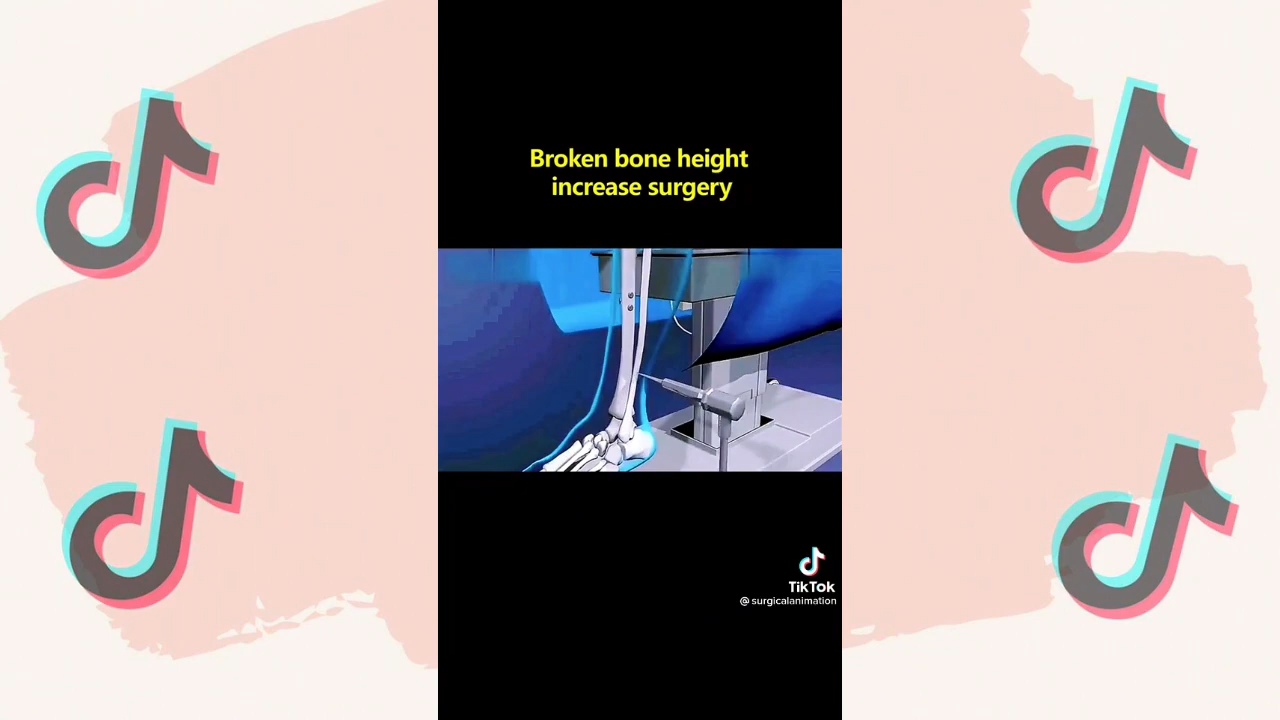 Broken bone height
increase surgery
TikTok
@ surgicalanimation